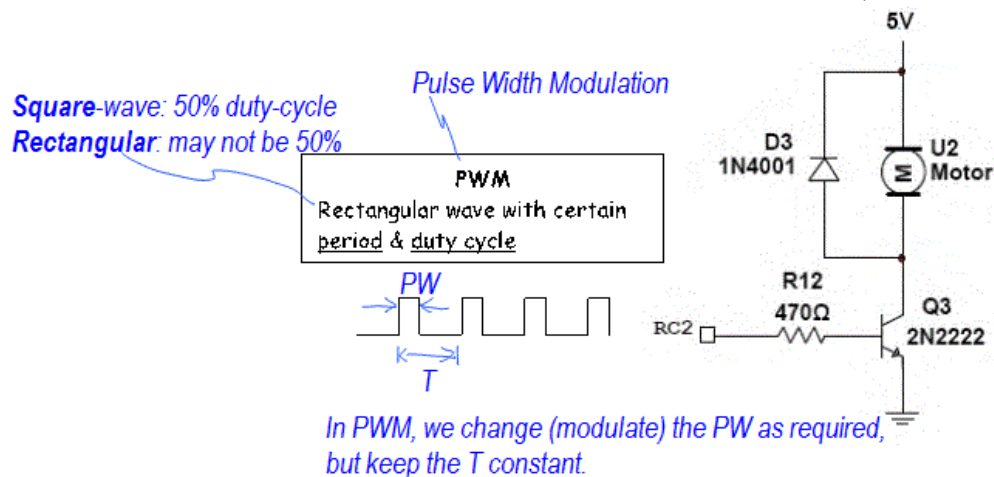 Square-wave: 50% duty-cycle
Rectangular: may not be 50%
Pulse Width Modulation
PWM
Rectangular wave with certain
period & duty cycle
PW
T
In PWM, we change (modulate) the PW as required,
but keep the T constant.
5V
D3
1N4001
U2
Motor
M
R12
470Ω
RC2
Q3
2N2222